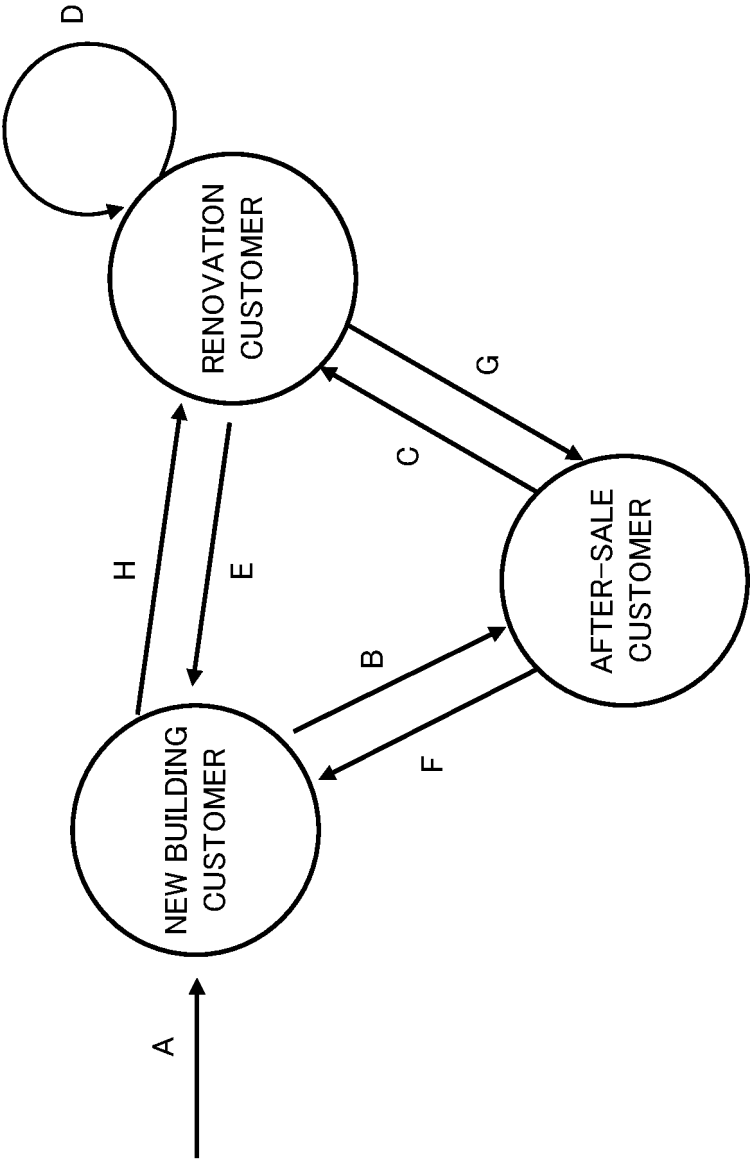 A
NEW BUILDING
CUSTOMER
H
E
B
F
RENOVATION
CUSTOMER
D
C
G
AFTER-SALE
CUSTOMER